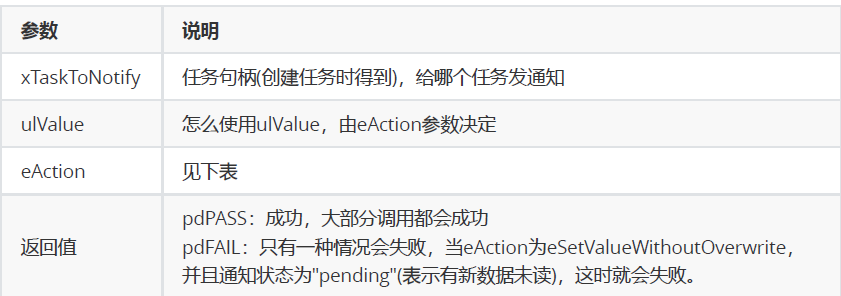 参数 说明
xTaskToNotify 任务句柄(创建任务时得到)，给哪个任务发通知
ulValue 怎么使用ulValue，由eAction参数决定
eAction 见下表
返回值 pdPASS：成功，大部分调用都会成功
pdFAIL：只有一种情况会失败，当eAction为eSetValueWithoutOverwrite，
并且通知状态为"pending"(表示有新数据未读)，这时就会失败。